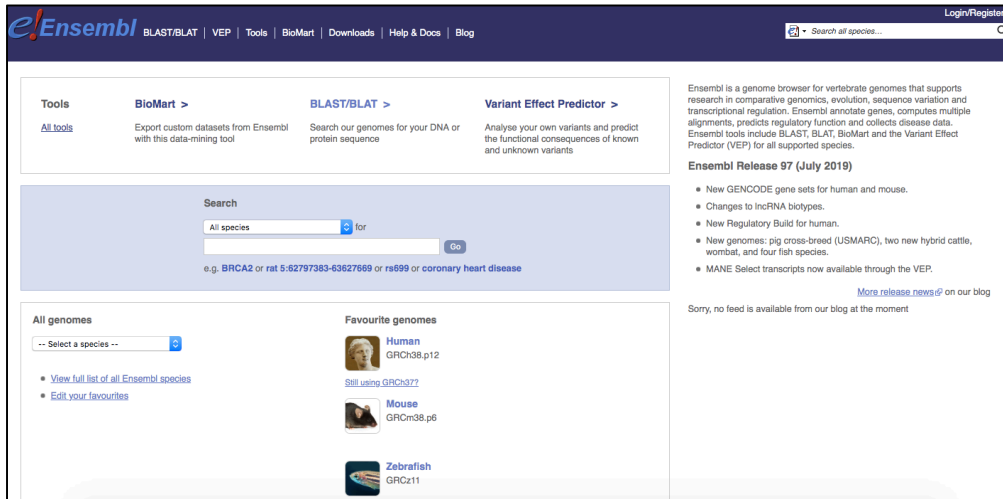 Login/Register
e!Ensembl BLAST/BLAT | VEP | Tools | BioMart | Downloads | Help & Docs | Blog
e! Search all species...
Tools
All tools
BioMart >
Export custom datasets from Ensembl
with this data-mining tool
BLAST/BLAT >
Search our genomes for your DNA or
protein sequence
Variant Effect Predictor >
Analyse your own variants and predict
the functional consequences of known
and unknown variants
Search
All species for
Go
e.g. BRCA2 or rat 5:62797383-63627669 or rs699 or coronary heart disease
All genomes
-- Select a species --
View full list of all Ensembl species
Edit your favourites
Favourite genomes
Human
GRCh38.p12
Still using GRCh37?
Mouse
GRCm38.p6
Zebrafish
GRCz11
Ensembl is a genome browser for vertebrate genomes that supports
research in comparative genomics, evolution, sequence variation and
transcriptional regulation. Ensembl annotate genes, computes multiple
alignments, predicts regulatory function and collects disease data.
Ensembl tools include BLAST, BLAT, BioMart and the Variant Effect
Predictor (VEP) for all supported species.
Ensembl Release 97 (July 2019)
New GENCODE gene sets for human and mouse.
Changes to lncRNA biotypes.
New Regulatory Build for human.
New genomes: pig cross-breed (USMARC), two new hybrid cattle,
wombat, and four fish species.
MANE Select transcripts now available through the VEP.
More release news on our blog
Sorry, no feed is available from our blog at the moment